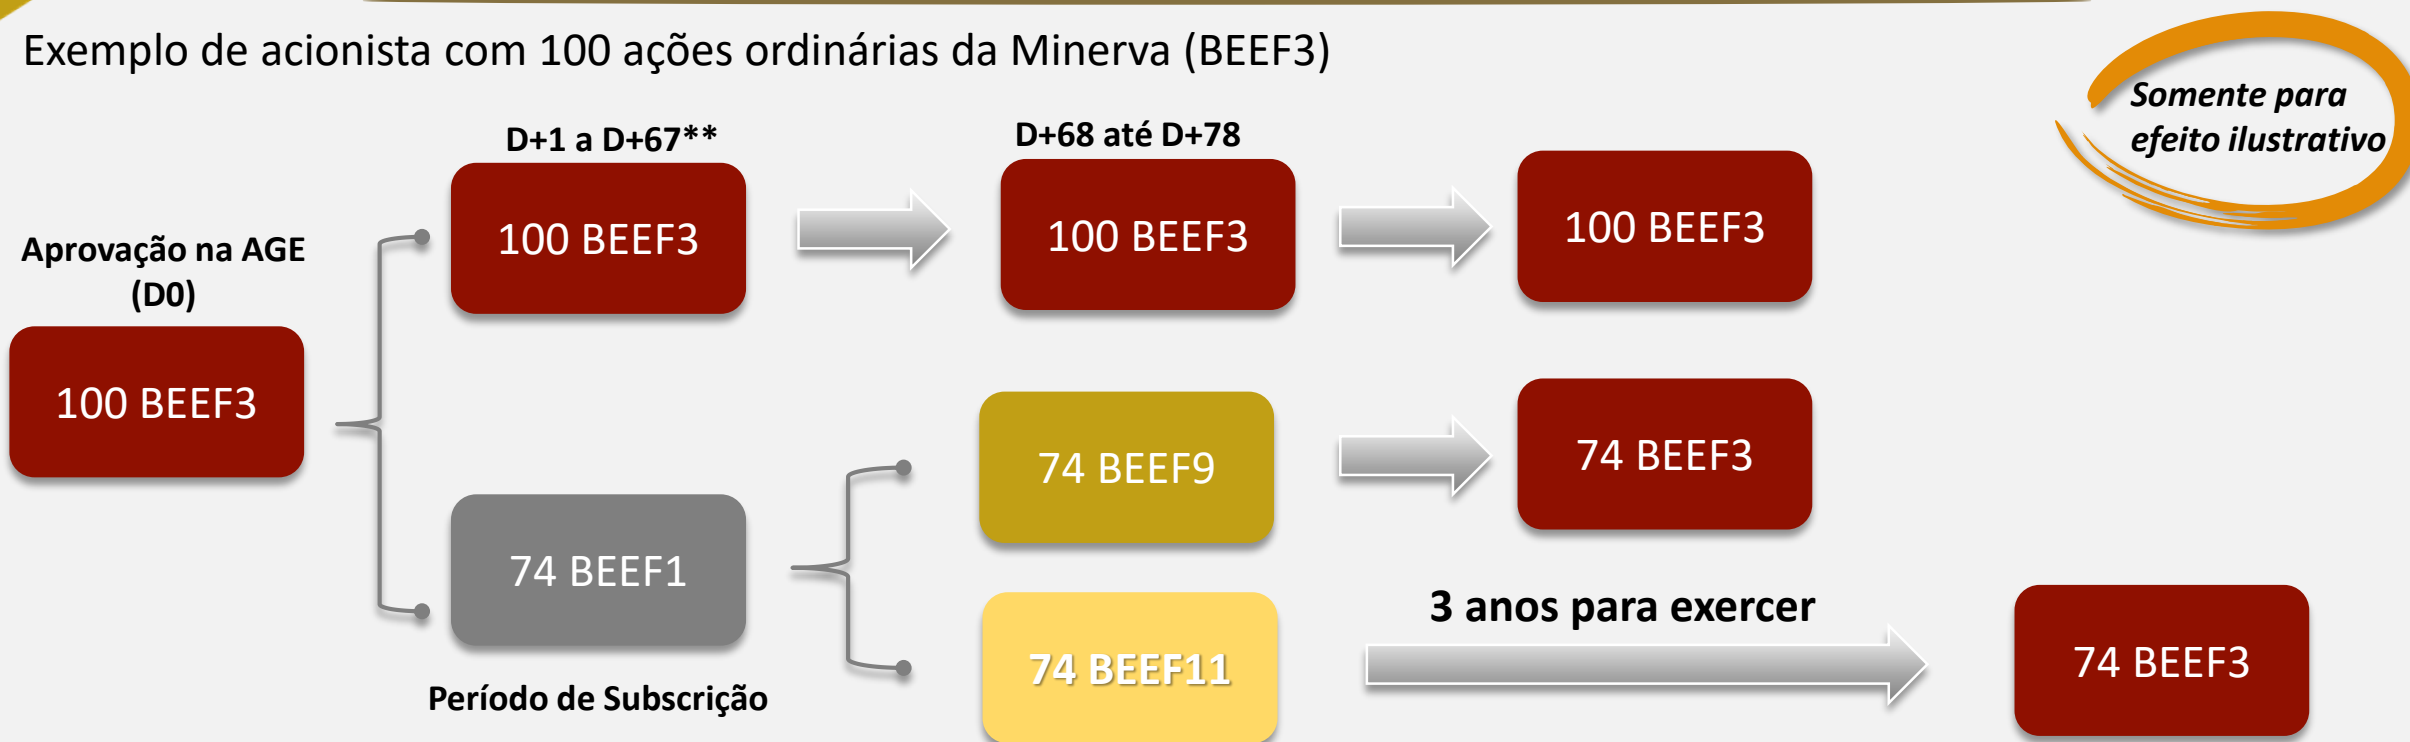 Exemplo de acionista com 100 ações ordinárias da Minerva (BEEF3)
Somente para
efeito ilustrativo
D+1 a D+67**
D+68 até D+78
100 BEEF3
100 BEEF3
100 BEEF3
Aprovação na AGE
(D0)
100 BEEF3
74 BEEF9
74 BEEF3
74 BEEF1
3 anos para exercer
74 BEEF11
74 BEEF3
Período de Subscrição